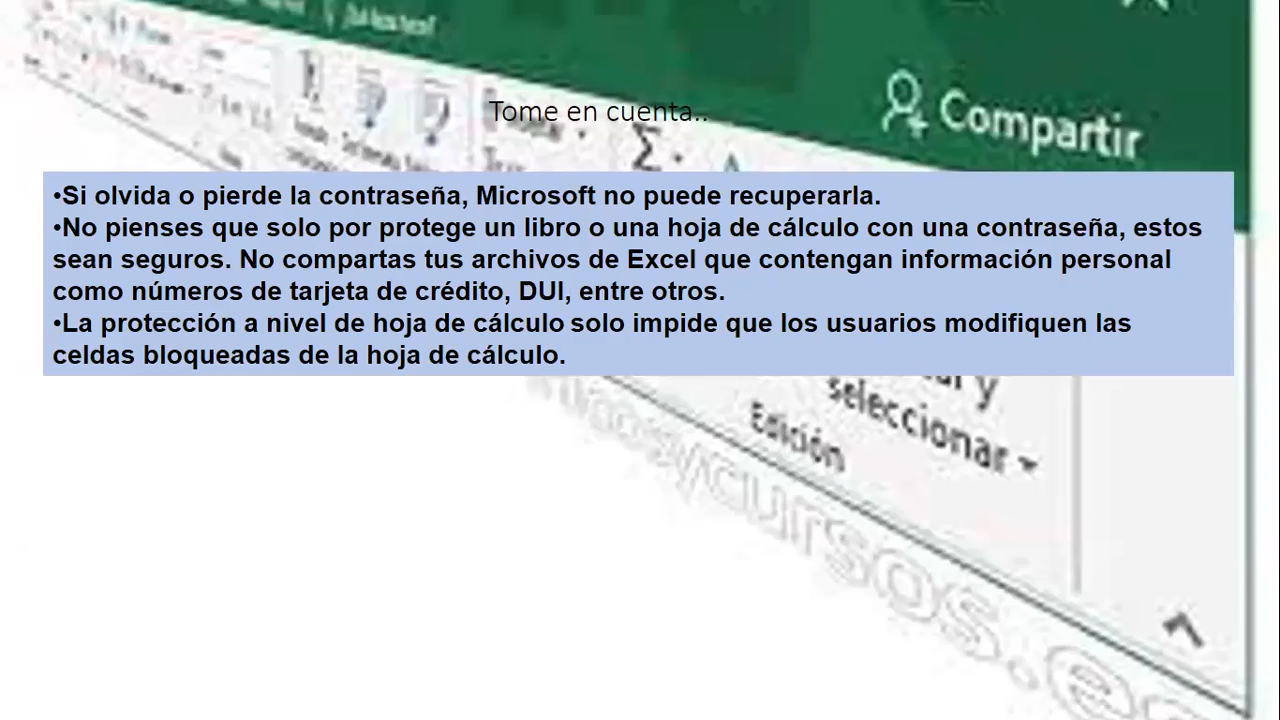 Compartir
Tome en cuenta..
•Si olvida o pierde la contraseña, Microsoft no puede recuperarla.
•No pienses que solo por protege un libro o una hoja de cálculo con una contraseña, estos
sean seguros. No compartas tus archivos de Excel que contengan información personal
como números de tarjeta de crédito, DUI, entre otros.
•La protección a nivel de hoja de cálculo solo impide que los usuarios modifiquen las
celdas bloqueadas de la hoja de cálculo.
y
seleccionar
Edición